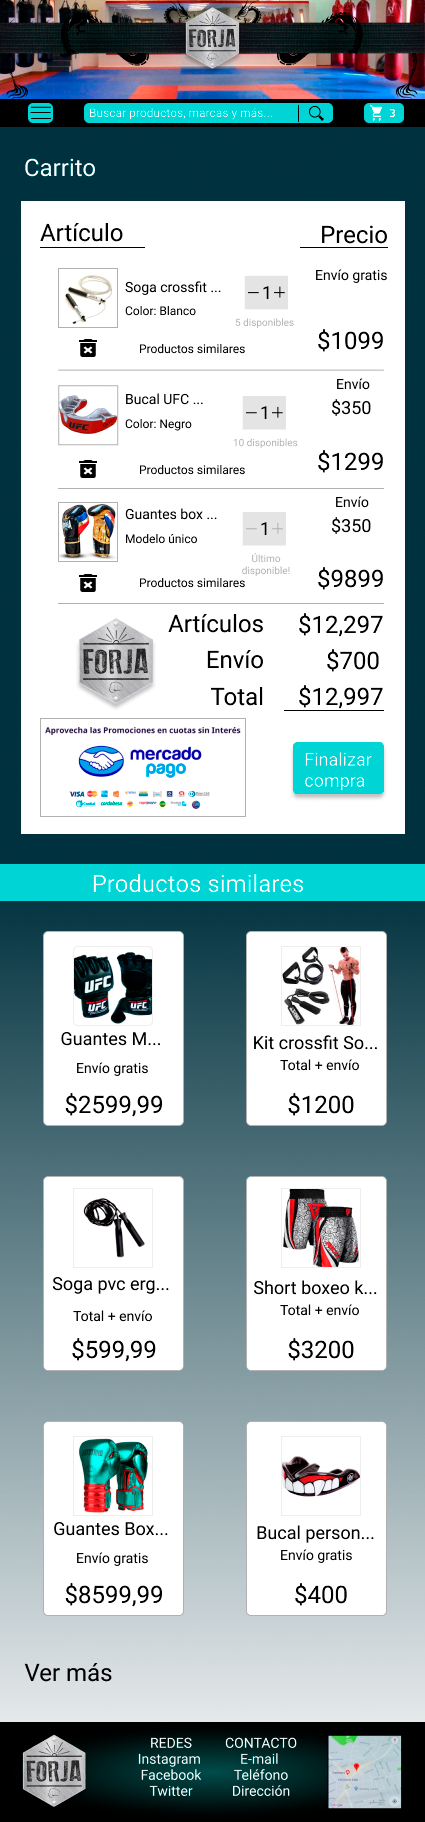 FORJA
Buscar productos, marcas y más...
3
Carrito
Artículo
Precio
Soga crossfit ...
Color: Blanco
1
5 disponibles
Envío gratis
Productos similares
$1099
Bucal UFC ...
Color: Negro
1
10 disponibles
Envío
$350
UFC
Productos similares
$1299
Guantes box ...
Modelo único
1
Último
disponible!
Envío
$350
Productos similares
$9899
FORJA
Artículos
$12,297
Envío
$700
Total
$12,997
Aprovecha las Promociones en cuotas sin Interés
mercado
pago
VISA
Finalizar
compra
Productos similares
UFC
UFC
UFC
Guantes M...
Envío gratis
$2599,99
Kit crossfit So...
Total + envío
$1200
Soga pvc erg...
Total + envío
$599,99
Short boxeo k...
Total + envío
$3200
Guantes Box...
Envío gratis
$8599,99
Bucal person...
Envío gratis
$400
Ver más
FORJA
REDES
Instagram
Facebook
Twitter
CONTACTO
E-mail
Teléfono
Dirección